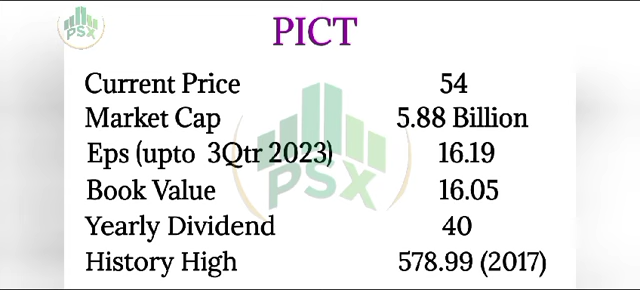 PSX
PICT
Current Price 54
Market Cap 5.88 Billion
Eps (upto 3Qtr 2023) 16.19
Book Value 16.05
Yearly Dividend 40
History High 578.99 (2017)
PSX